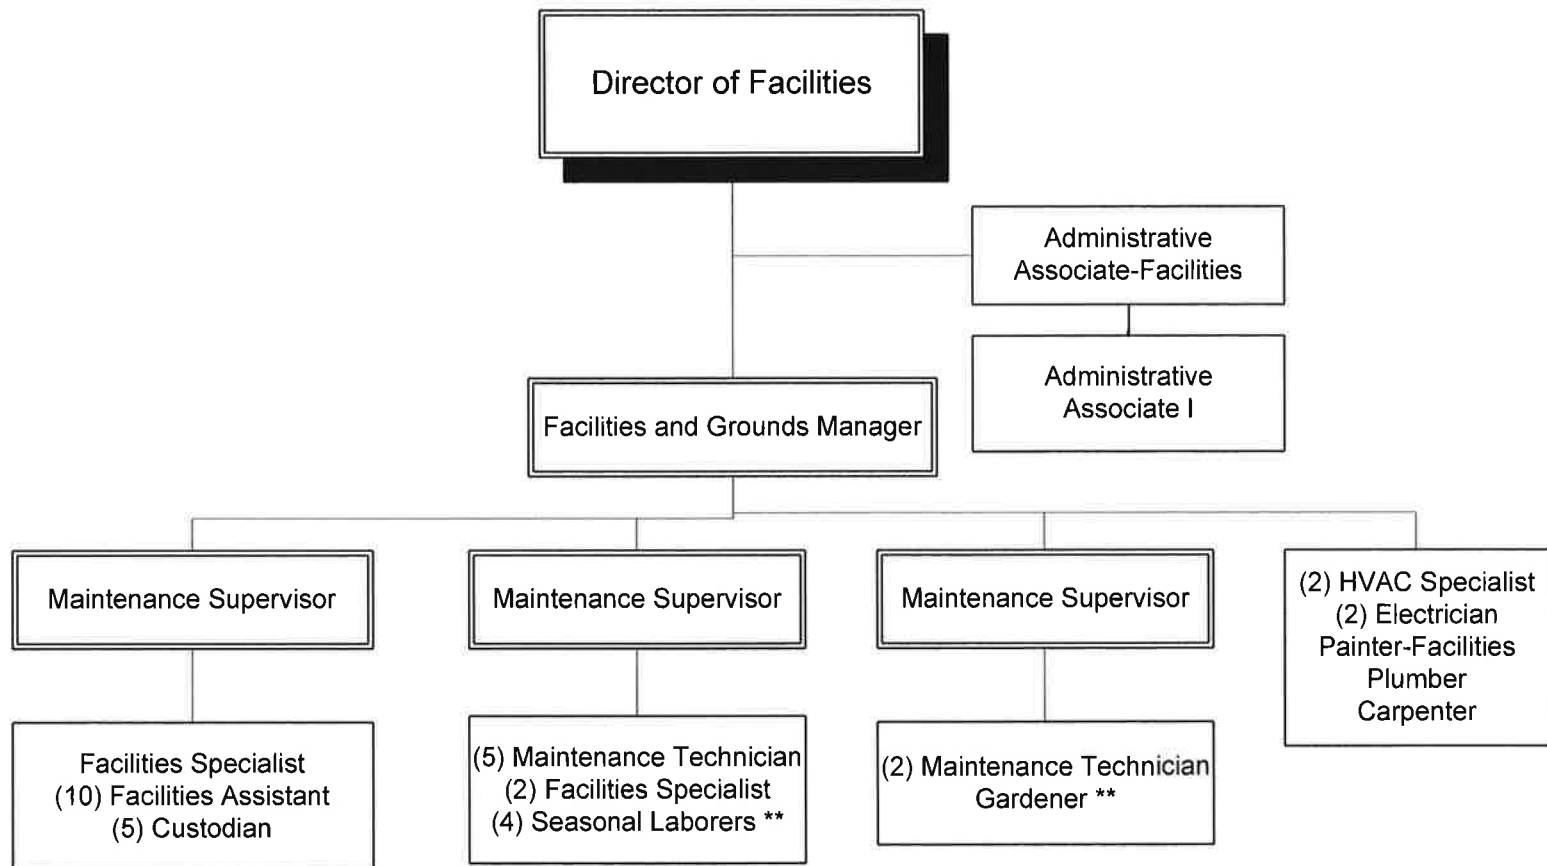 Director of Facilities
Administrative
Associate-Facilities
Administrative
Associate I
Facilities and Grounds Manager
Maintenance Supervisor
Maintenance Supervisor
Maintenance Supervisor
(2) HVAC Specialist
(2) Electrician
Painter-Facilities
Plumber
Carpenter
Facilities Specialist
(10) Facilities Assistant
(5) Custodian
(5) Maintenance Technician
(2) Facilities Specialist
(4) Seasonal Laborers **
(2) Maintenance Technician
Gardener **